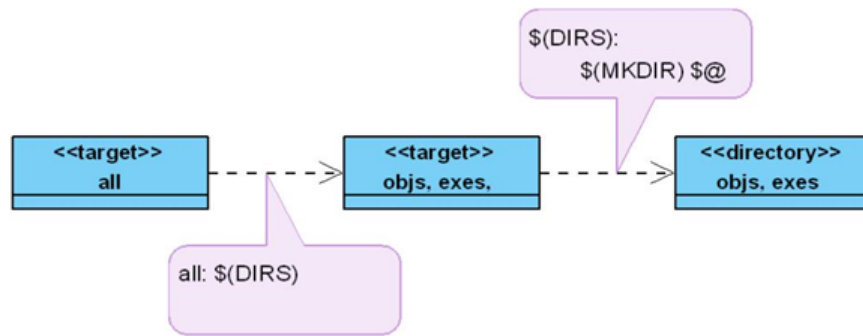 $(DIRS):
$(MKDIR) $@
<<target>>
all
<<target>>
objs, exes,
<<directory>>
objs, exes
all: $(DIRS)